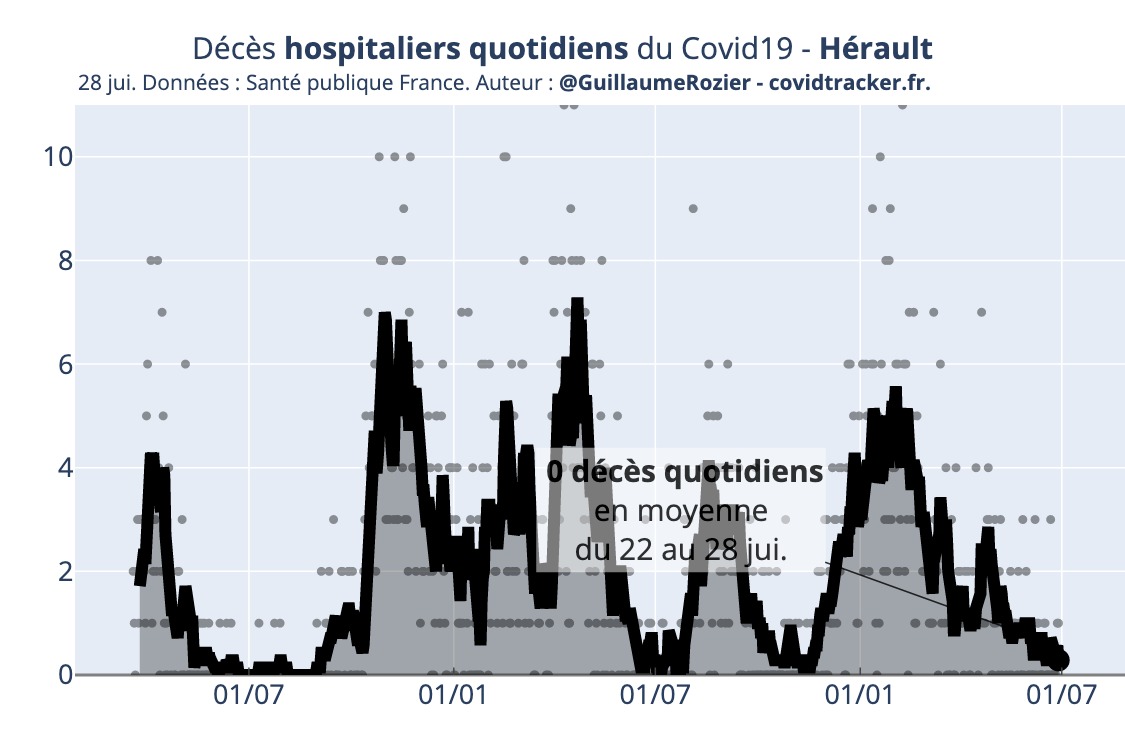 Décès hospitaliers quotidiens du Covid19 - Hérault
28 jui. Données : Santé publique France. Auteur : @GuillaumeRozier - covidtracker.fr.
10
8
6
4
2
0
0 décès quotidiens
en moyenne
du 22 au 28 jui.
01/07 01/01 01/07 01/01 01/07